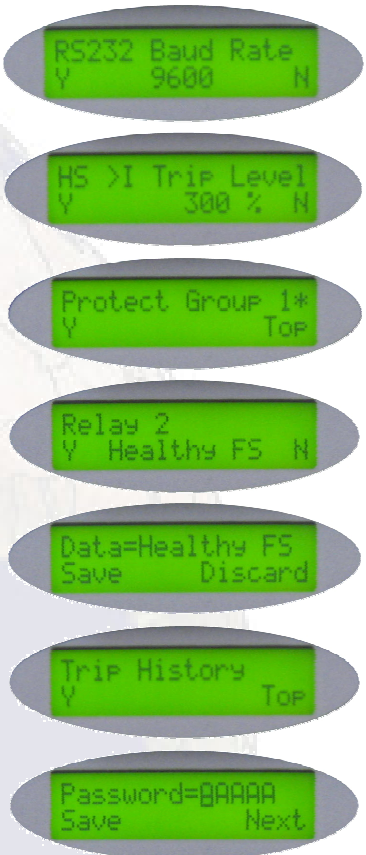 RS232 Baud Rate
Y 9600 N
HS >I Trip Level
Y 300 % N
Protect Group 1*
Y Top
Relay 2
Y Healthy FS N
Data=Healthy FS
Save Discard
Trip History
Y Top
Password=BAAAA
Save Next